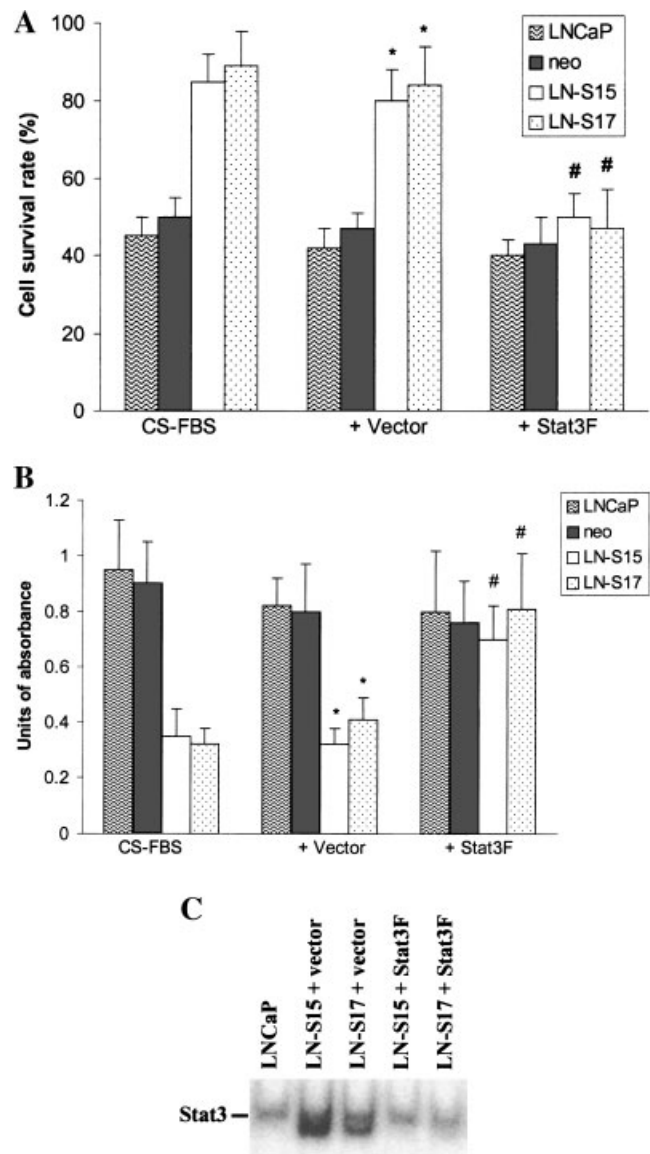 A
100
80
60
40
20
0
Cell survival rate (%)
LNCaP
neo
LN-S15
LN-S17
* *
# #
CS-FBS + Vector + Stat3F
B
1.2
1
0.8
0.6
0.4
0.2
0
Units of absorbance
LNCaP
neo
LN-S15
LN-S17
* *
# #
CS-FBS + Vector + Stat3F
C
LNCaP
LN-S15 + vector
LN-S17 + vector
LN-S15 + Stat3F
LN-S17 + Stat3F
Stat3